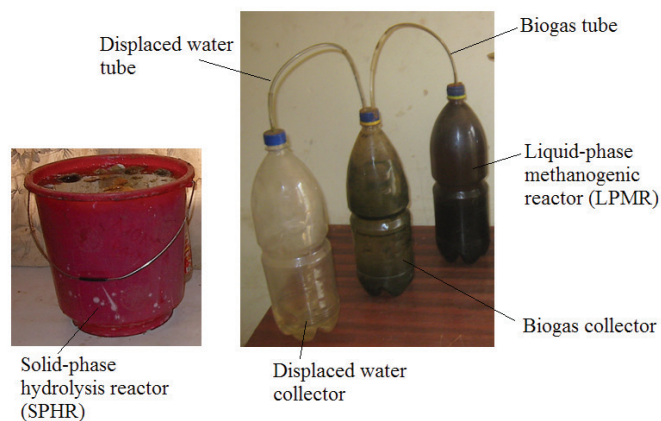 Displaced water
tube
Biogas tube
Liquid-phase
methanogenic
reactor (LPMR)
Biogas collector
Displaced water
collector
Solid-phase
hydrolysis reactor
(SPHR)